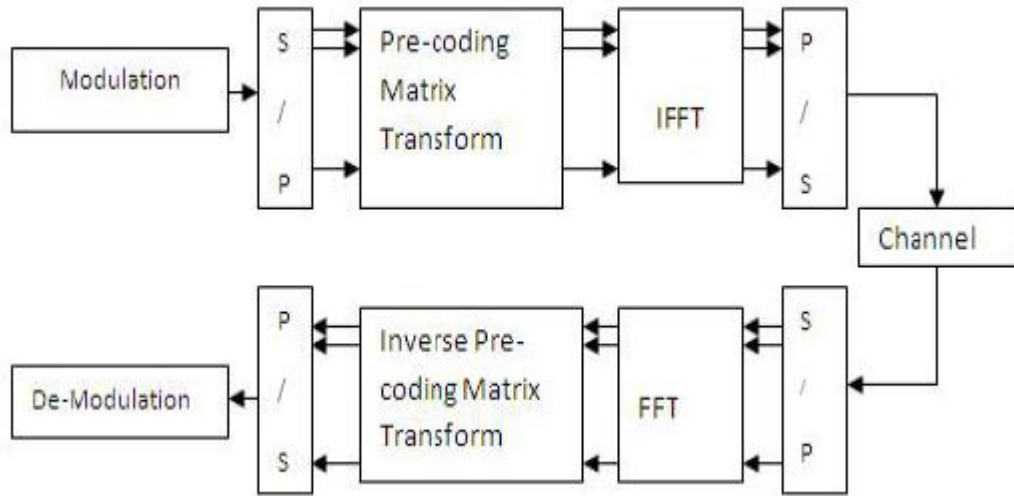 Modulation
S
/
P
Pre-coding
Matrix
Transform
IFFT
P
/
S
Channel
S
/
P
FFT
Inverse Pre-
coding Matrix
Transform
P
/
S
De-Modulation